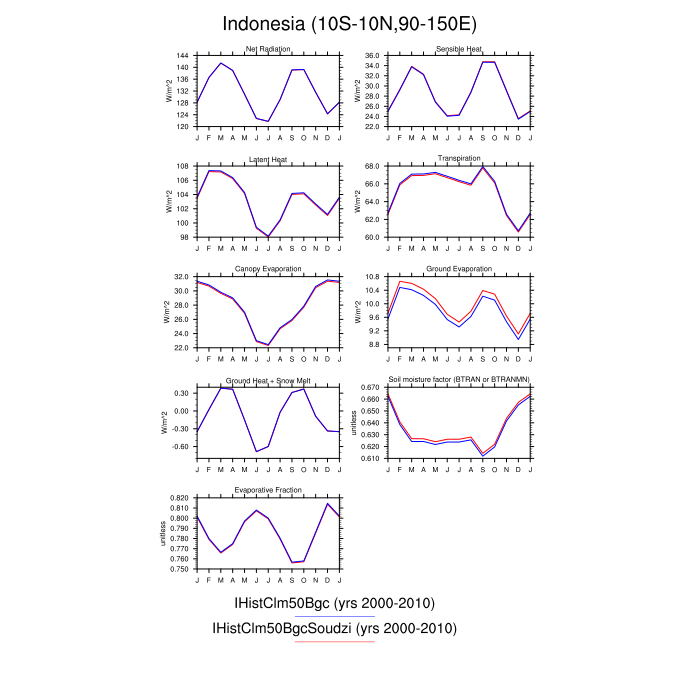 Indonesia (10S-10N,90-150E)
Net Radiation
144
140
136
132
128
124
120
W/m^2
J F M A M J J A S O N D J
Sensible Heat
36.0
34.0
32.0
30.0
28.0
26.0
24.0
22.0
W/m^2
J F M A M J J A S O N D J
Latent Heat
108
106
104
102
100
98
W/m^2
J F M A M J J A S O N D J
Transpiration
68.0
66.0
64.0
62.0
60.0
W/m^2
J F M A M J J A S O N D J
Canopy Evaporation
32.0
30.0
28.0
26.0
24.0
22.0
W/m^2
J F M A M J J A S O N D J
Ground Evaporation
10.8
10.4
10.0
9.6
9.2
8.8
W/m^2
J F M A M J J A S O N D J
Ground Heat + Snow Melt
0.30
0.00
-0.30
-0.60
W/m^2
J F M A M J J A S O N D J
Soil moisture factor (BTRAN or BTRANMN)
0.670
0.660
0.650
0.640
0.630
0.620
0.610
unitless
J F M A M J J A S O N D J
Evaporative Fraction
0.820
0.810
0.800
0.790
0.780
0.770
0.760
0.750
unitless
J F M A M J J A S O N D J
IHistClm50Bgc (yrs 2000-2010)
IHistClm50BgcSoudzi (yrs 2000-2010)